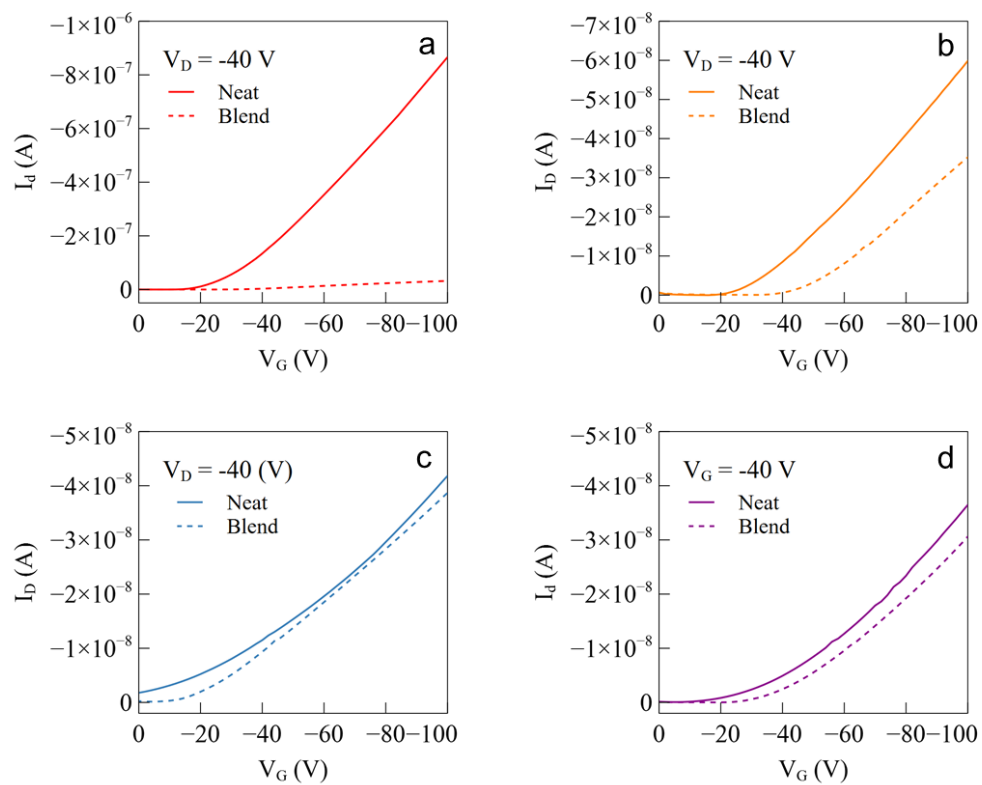 a
V_D = -40 V
Neat
Blend
−1×10⁻⁶
−8×10⁻⁷
−6×10⁻⁷
−4×10⁻⁷
−2×10⁻⁷
0
I_d (A)
0 −20 −40 −60 −80 −100
V_G (V)
b
V_D = -40 V
Neat
Blend
−7×10⁻⁸
−6×10⁻⁸
−5×10⁻⁸
−4×10⁻⁸
−3×10⁻⁸
−2×10⁻⁸
−1×10⁻⁸
0
I_D (A)
0 −20 −40 −60 −80 −100
V_G (V)
c
V_D = -40 (V)
Neat
Blend
−5×10⁻⁸
−4×10⁻⁸
−3×10⁻⁸
−2×10⁻⁸
−1×10⁻⁸
0
I_D (A)
0 −20 −40 −60 −80 −100
V_G (V)
d
V_G = -40 V
Neat
Blend
−5×10⁻⁸
−4×10⁻⁸
−3×10⁻⁸
−2×10⁻⁸
−1×10⁻⁸
0
I_d (A)
0 −20 −40 −60 −80 −100
V_G (V)